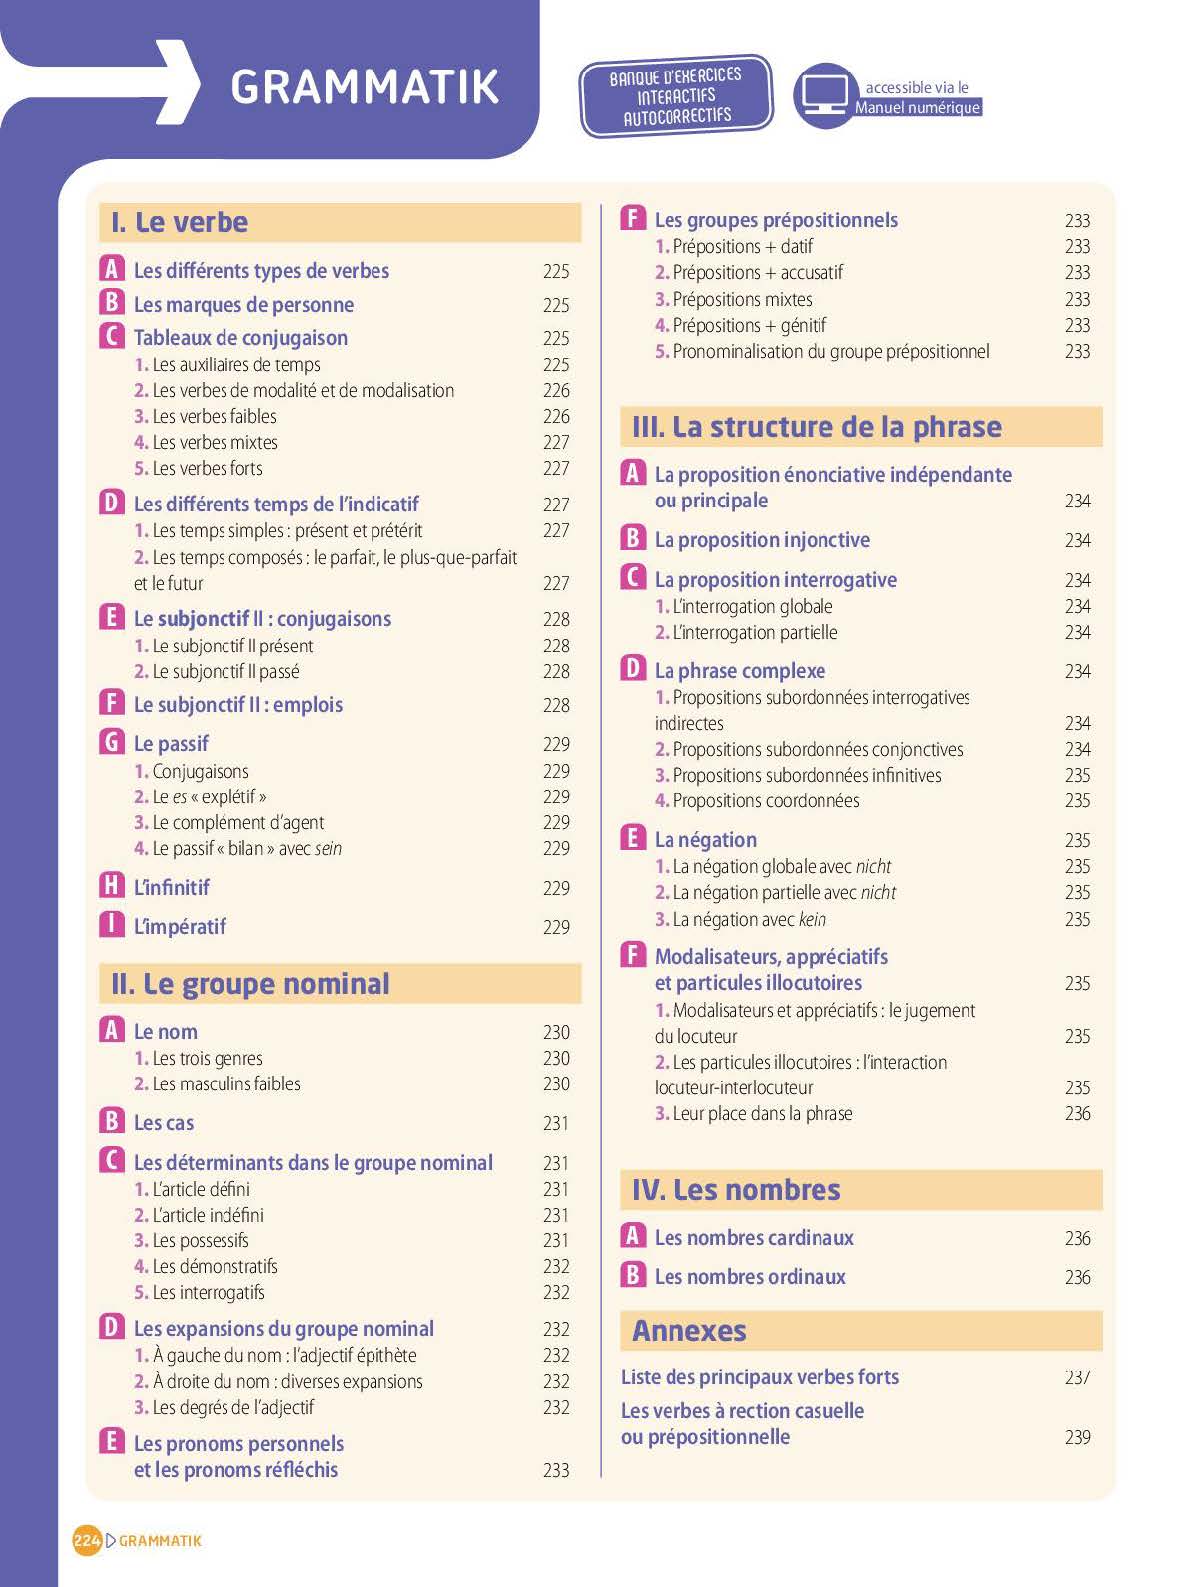 GRAMMATIK
BANQUE D'EXERCICES
INTERACTIFS
AUTOCORRECTIFS
accessible via le
Manuel numérique
I. Le verbe
A Les différents types de verbes 225
B Les marques de personne 225
C Tableaux de conjugaison 225
1. Les auxiliaires de temps 225
2. Les verbes de modalité et de modalisation 226
3. Les verbes faibles 226
4. Les verbes mixtes 227
5. Les verbes forts 227
D Les différents temps de l'indicatif 227
1. Les temps simples : présent et prétérit 227
2. Les temps composés : le parfait, le plus-que-parfait
et le futur 227
E Le subjonctif II : conjugaisons 228
1. Le subjonctif II présent 228
2. Le subjonctif II passé 228
F Le subjonctif II : emplois 228
G Le passif 229
1. Conjugaisons 229
2. Le es « explétif » 229
3. Le complément d'agent 229
4. Le passif « bilan » avec sein 229
H L'infinitif 229
I L'impératif 229
II. Le groupe nominal
A Le nom 230
1. Les trois genres 230
2. Les masculins faibles 230
B Les cas 231
C Les déterminants dans le groupe nominal 231
1. L'article défini 231
2. L'article indéfini 231
3. Les possessifs 231
4. Les démonstratifs 232
5. Les interrogatifs 232
D Les expansions du groupe nominal 232
1. À gauche du nom : l'adjectif épithète 232
2. À droite du nom : diverses expansions 232
3. Les degrés de l'adjectif 232
E Les pronoms personnels
et les pronoms réfléchis 233
F Les groupes prépositionnels 233
1. Prépositions + datif 233
2. Prépositions + accusatif 233
3. Prépositions mixtes 233
4. Prépositions + génitif 233
5. Pronominalisation du groupe prépositionnel 233
III. La structure de la phrase
A La proposition énonciative indépendante
ou principale 234
B La proposition injonctive 234
C La proposition interrogative 234
1. L'interrogation globale 234
2. L'interrogation partielle 234
D La phrase complexe 234
1. Propositions subordonnées interrogatives
indirectes 234
2. Propositions subordonnées conjonctives 234
3. Propositions subordonnées infinitives 235
4. Propositions coordonnées 235
E La négation 235
1. La négation globale avec nicht 235
2. La négation partielle avec nicht 235
3. La négation avec kein 235
F Modalisateurs, appréciatifs
et particules illocutoires 235
1. Modalisateurs et appréciatifs : le jugement
du locuteur 235
2. Les particules illocutoires : l'interaction
locuteur-interlocuteur 235
3. Leur place dans la phrase 236
IV. Les nombres
A Les nombres cardinaux 236
B Les nombres ordinaux 236
Annexes
Liste des principaux verbes forts 237
Les verbes à rection casuelle
ou prépositionnelle 239
224 GRAMMATIK